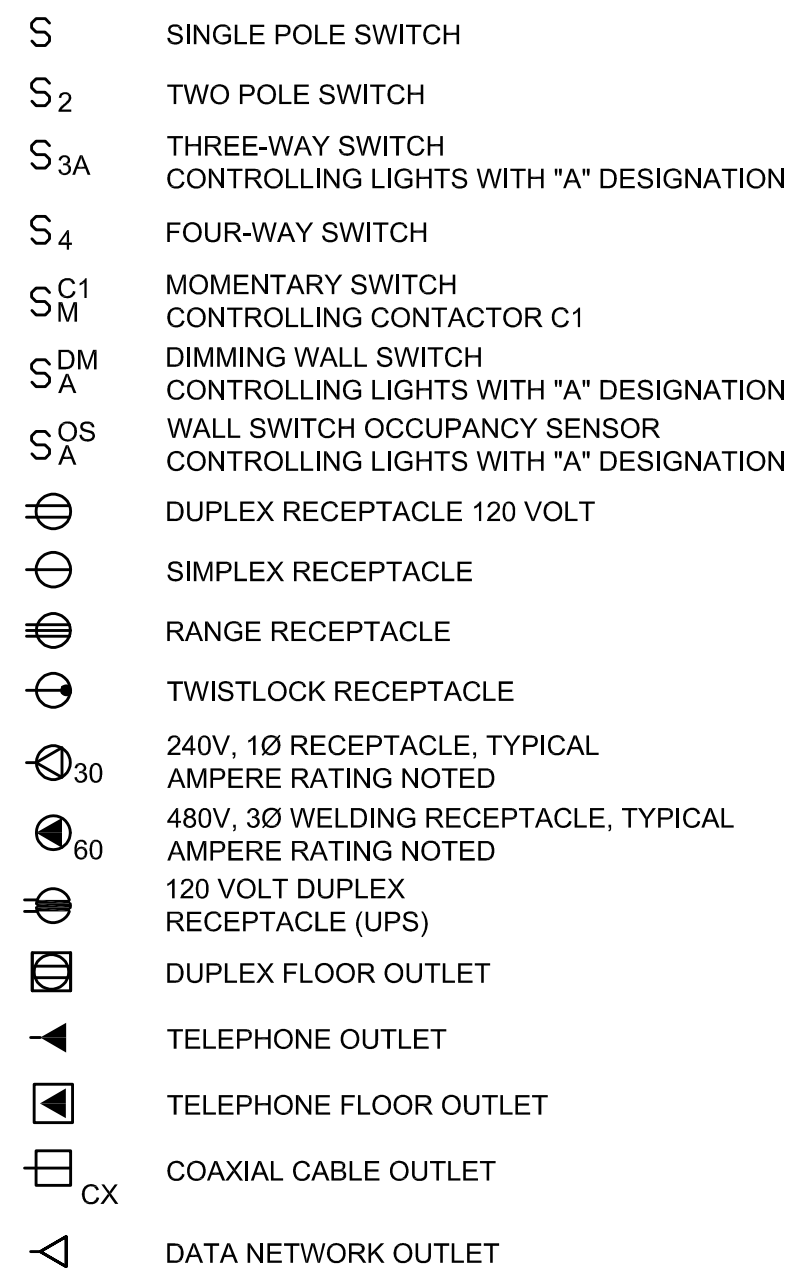 S SINGLE POLE SWITCH
S2 TWO POLE SWITCH
S3A THREE-WAY SWITCH
CONTROLLING LIGHTS WITH "A" DESIGNATION
S4 FOUR-WAY SWITCH
S C1 M MOMENTARY SWITCH
CONTROLLING CONTACTOR C1
S DM A DIMMING WALL SWITCH
CONTROLLING LIGHTS WITH "A" DESIGNATION
S OS A WALL SWITCH OCCUPANCY SENSOR
CONTROLLING LIGHTS WITH "A" DESIGNATION
DUPLEX RECEPTACLE 120 VOLT
SIMPLEX RECEPTACLE
RANGE RECEPTACLE
TWISTLOCK RECEPTACLE
30 240V, 1Ø RECEPTACLE, TYPICAL
AMPERE RATING NOTED
60 480V, 3Ø WELDING RECEPTACLE, TYPICAL
AMPERE RATING NOTED
120 VOLT DUPLEX
RECEPTACLE (UPS)
DUPLEX FLOOR OUTLET
TELEPHONE OUTLET
TELEPHONE FLOOR OUTLET
CX COAXIAL CABLE OUTLET
DATA NETWORK OUTLET